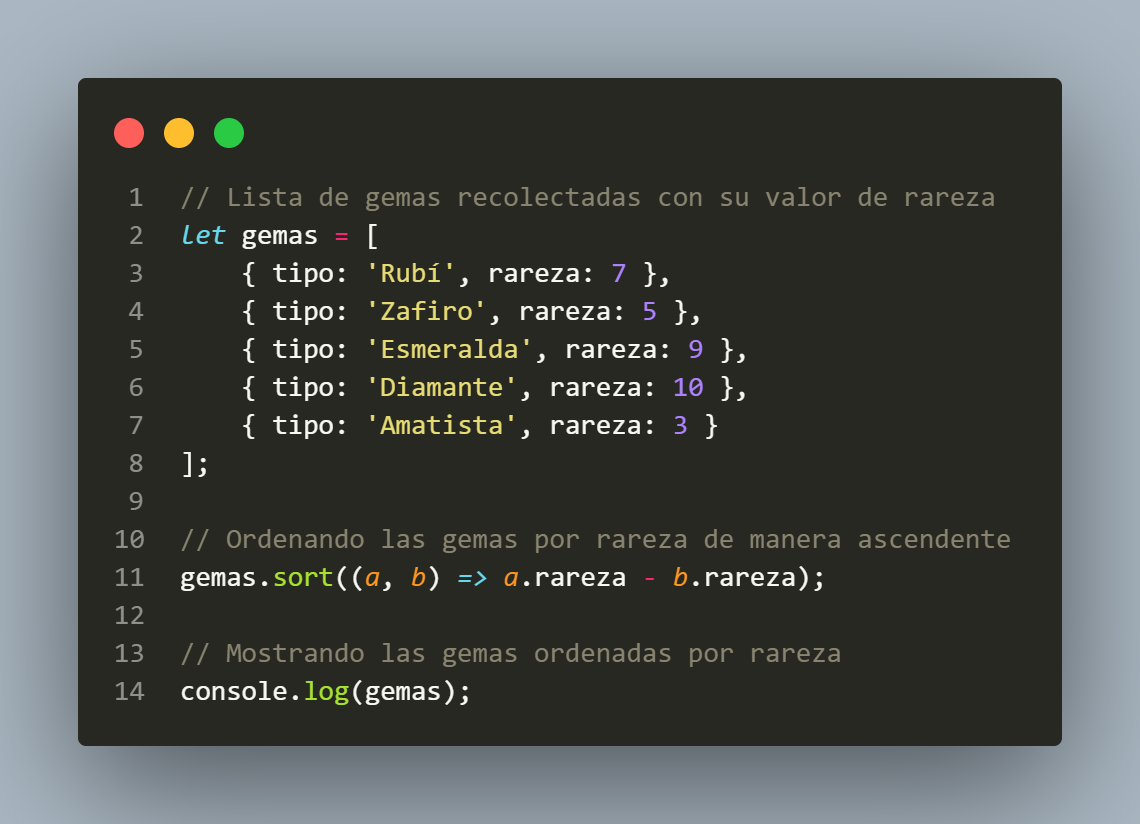 1 // Lista de gemas recolectadas con su valor de rareza
2 let gemas = [
3     { tipo: 'Rubí', rareza: 7 },
4     { tipo: 'Zafiro', rareza: 5 },
5     { tipo: 'Esmeralda', rareza: 9 },
6     { tipo: 'Diamante', rareza: 10 },
7     { tipo: 'Amatista', rareza: 3 }
8 ];
9
10 // Ordenando las gemas por rareza de manera ascendente
11 gemas.sort((a, b) => a.rareza - b.rareza);
12
13 // Mostrando las gemas ordenadas por rareza
14 console.log(gemas);